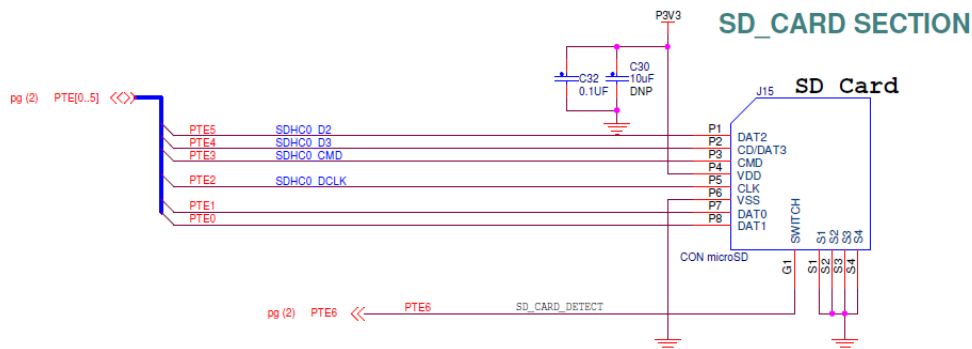 P3V3
SD_CARD SECTION
C32
0.1UF
C30
10uF
DNP
J15
SD Card
pg (2) PTE[0..5]
PTE5 SDHC0_D2 P1 DAT2
PTE4 SDHC0_D3 P2 CD/DAT3
PTE3 SDHC0_CMD P3 CMD
P4 VDD
PTE2 SDHC0_DCLK P5 CLK
P6 VSS
PTE1 P7 DAT0
PTE0 P8 DAT1
SWITCH
S1
S2
S3
S4
CON microSD
G1
S1
S2
S3
S4
pg (2) PTE6 PTE6 SD_CARD_DETECT